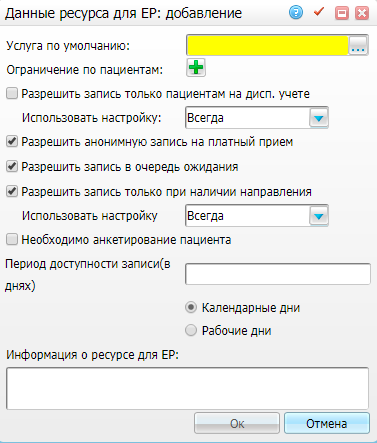 Данные ресурса для ЕР: добавление
Услуга по умолчанию:
...
Ограничение по пациентам:
Разрешить запись только пациентам на дисп. учете
Использовать настройку: Всегда
Разрешить анонимную запись на платный прием
Разрешить запись в очередь ожидания
Разрешить запись только при наличии направления
Использовать настройку Всегда
Необходимо анкетирование пациента
Период доступности записи(в
днях)
Календарные дни
Рабочие дни
Информация о ресурсе для ЕР:
Ок Отмена